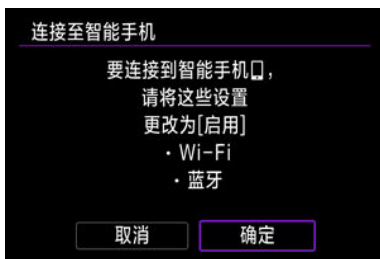 连接至智能手机
要连接到智能手机，
请将这些设置
更改为[启用]
・Wi-Fi
・蓝牙
取消
确定